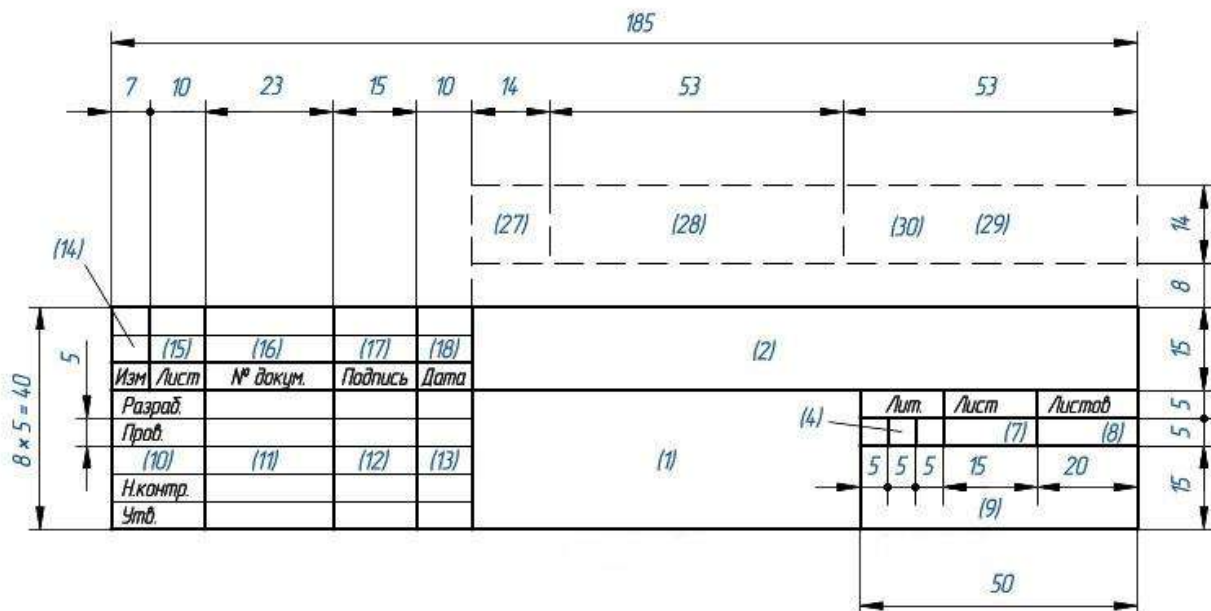 185
7 10 23 15 10 14 53 53
(27) (28) (30) (29) 14
(14)
8
(15) (16) (17) (18) (2) 15
5
Изм Лист № докум. Подпись Дата
Разраб. Лит. Лист Листов 5
Пров. (4) (7) (8) 5
8 × 5 = 40
(10) (11) (12) (13) (1) 5 5 5 15 20
Н.контр. 15
(9)
Утв.
50